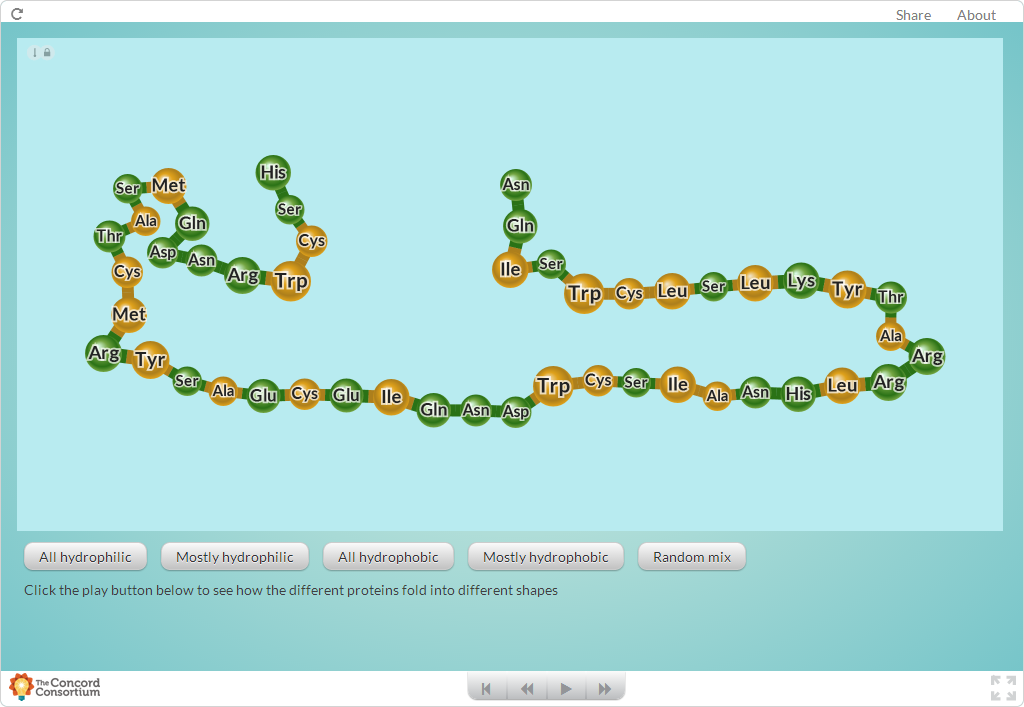 Share About
His
Ser Met
Asn
Ser
Ala Gln
Thr
Gln
Cys
Asp Asn
Ser
Cys
Arg Trp
Ile
Trp Cys Leu Ser Leu Lys Tyr Thr
Met
Ala
Arg Tyr
Arg
Ser Ala Glu Cys Glu Ile Gln Asn Asp Trp Cys Ser Ile Ala Asn His Leu Arg
All hydrophilic Mostly hydrophilic All hydrophobic Mostly hydrophobic Random mix
Click the play button below to see how the different proteins fold into different shapes
The Concord
Consortium